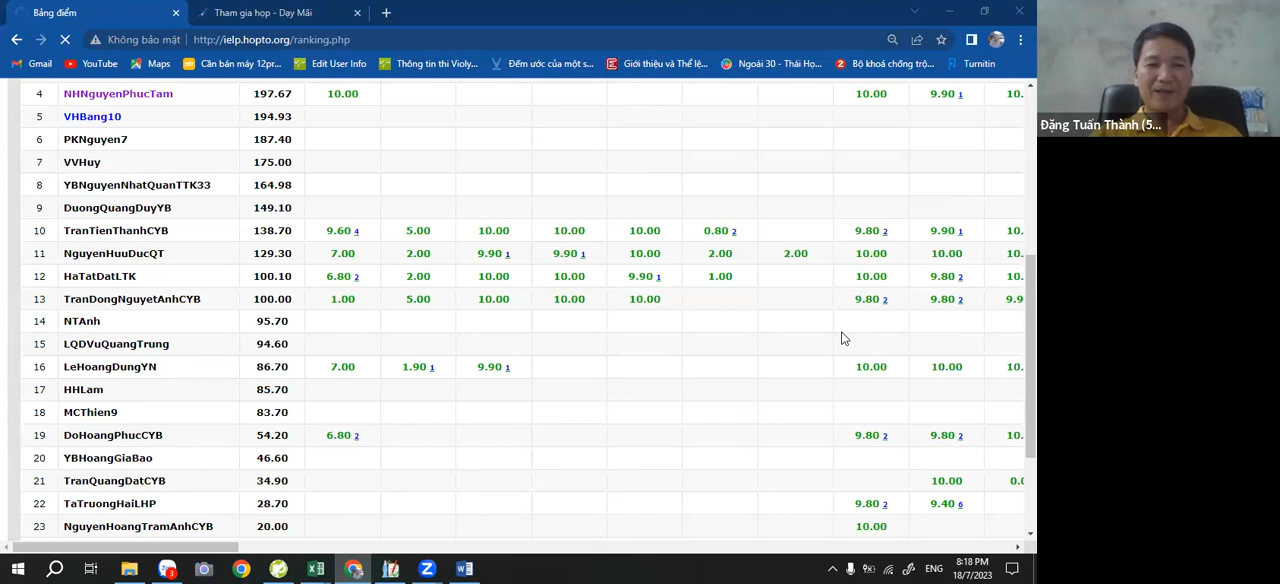 Bảng điểm
Tham gia họp - Dạy Mãi
Không bảo mật
http://ielp.hopto.org/ranking.php
Gmail YouTube Maps Cần bán máy 12pr... Edit User Info Thông tin thi Violy... Đếm ước của một s... Giới thiệu và Thể lệ... Ngoài 30 - Thái Họ... Bộ khoá chống trộ... Turnitin
4 NHNguyenPhucTam 197.67 10.00 10.00 9.90 1 10.
5 VHBang10 194.93
6 PKNguyen7 187.40
7 VVHuy 175.00
8 YBNguyenNhatQuanTTK33 164.98
9 DuongQuangDuyYB 149.10
10 TranTienThanhCYB 138.70 9.60 4 5.00 10.00 10.00 10.00 0.80 2 9.80 2 9.90 1 10.
11 NguyenHuuDucQT 129.30 7.00 2.00 9.90 1 9.90 1 10.00 2.00 2.00 10.00 10.00 10.
12 HaTatDatLTK 100.10 6.80 2 2.00 10.00 10.00 9.90 1 1.00 10.00 9.80 2 10.
13 TranDongNguyetAnhCYB 100.00 1.00 5.00 10.00 10.00 10.00 9.80 2 9.80 2 9.9
14 NTAnh 95.70
15 LQDVuQuangTrung 94.60
16 LeHoangDungYN 86.70 7.00 1.90 1 9.90 1 10.00 10.00 10.
17 HHLam 85.70
18 MCThien9 83.70
19 DoHoangPhucCYB 54.20 6.80 2 9.80 2 9.80 2 10.
20 YBHoangGiaBao 46.60
21 TranQuangDatCYB 34.90 10.00 0.0
22 TaTruongHaiLHP 28.70 9.80 2 9.40 6
23 NguyenHoangTramAnhCYB 20.00 10.00
Đặng Tuấn Thành (5...
3
ENG
8:18 PM
18/7/2023